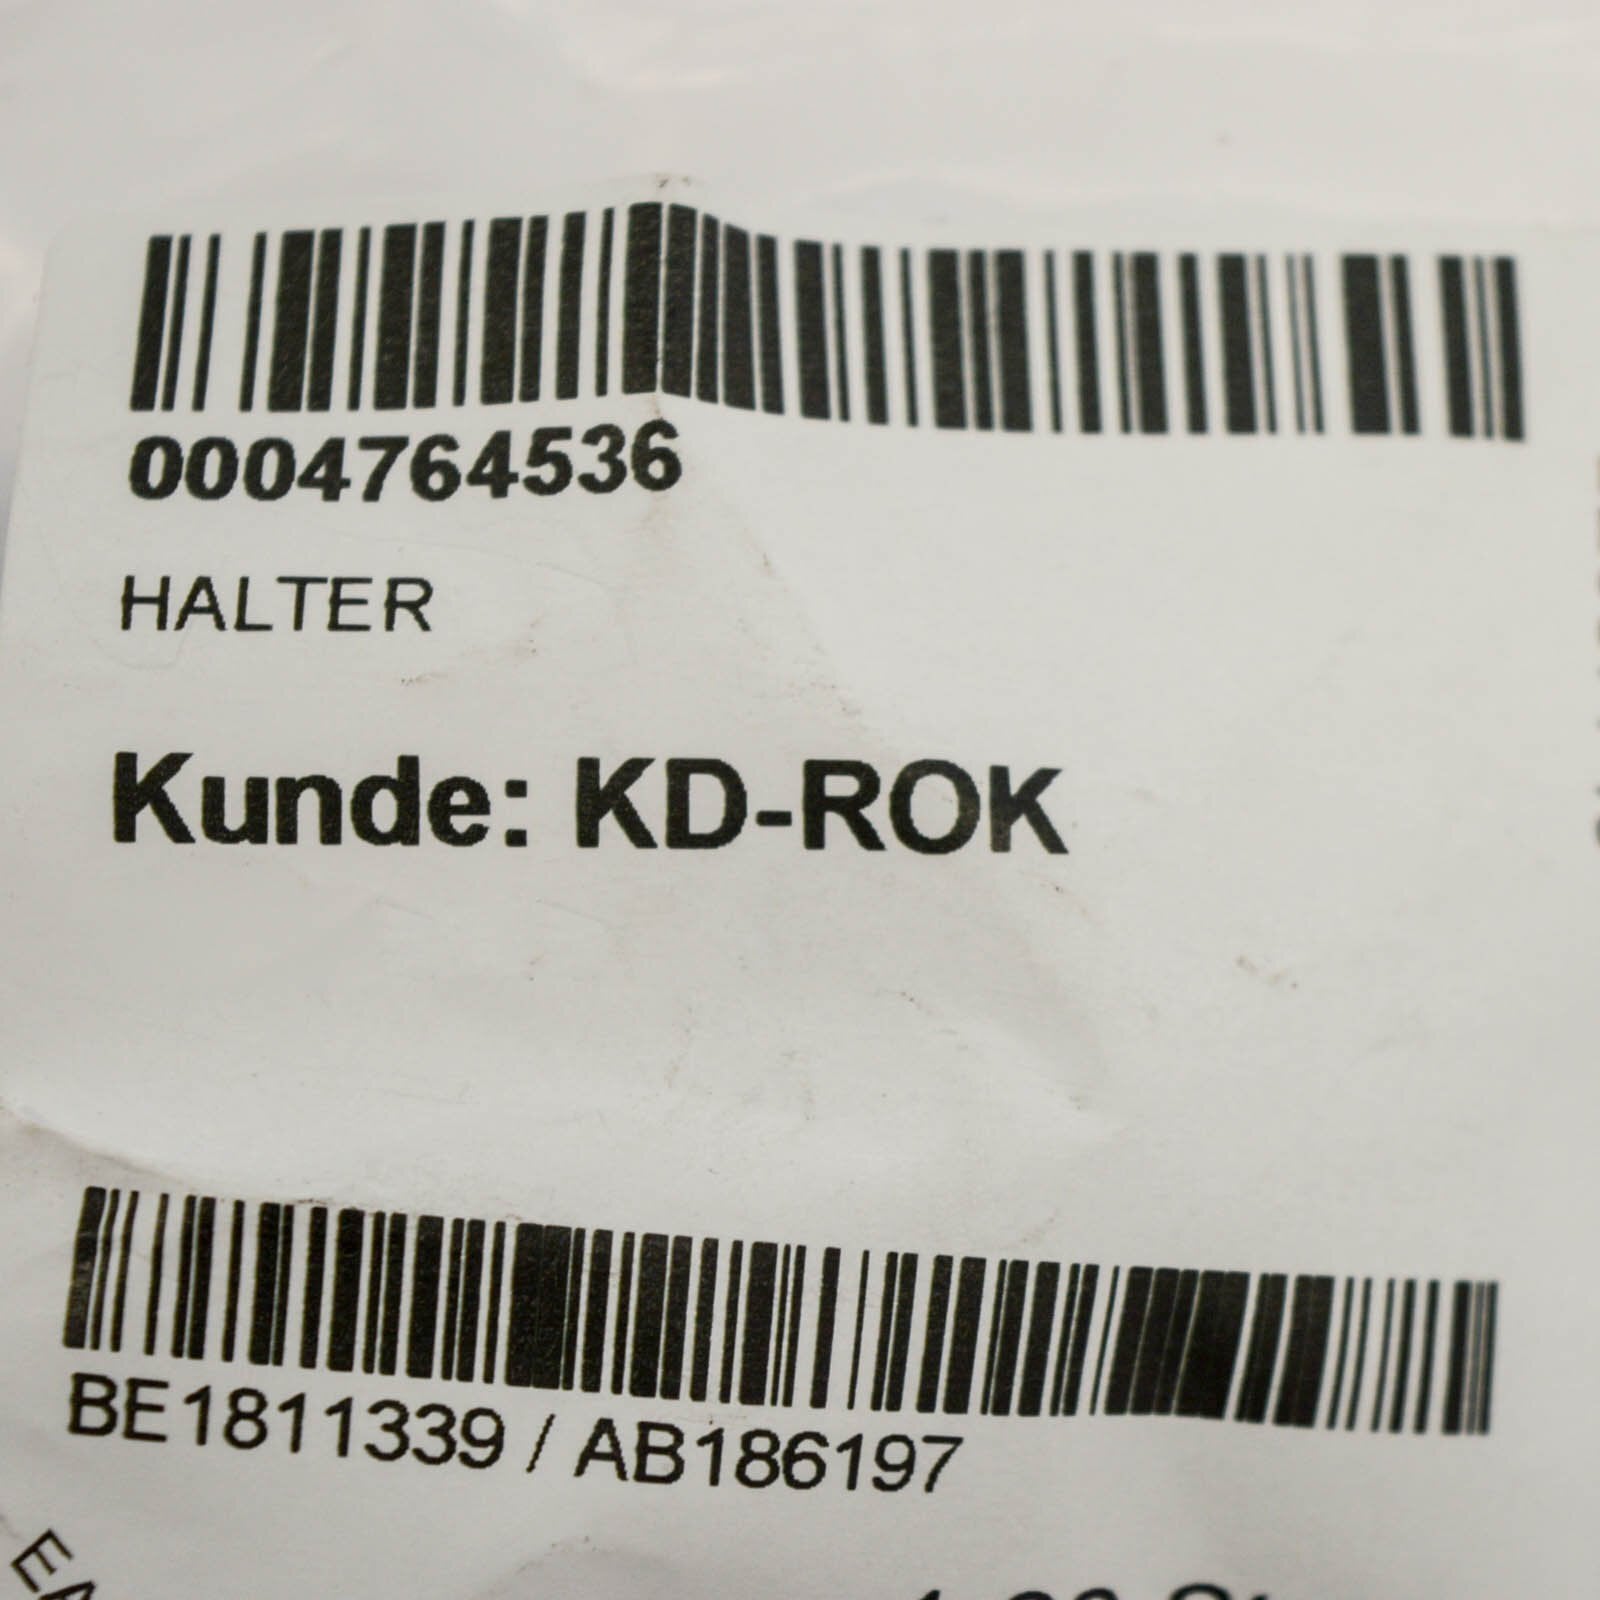 0004764536
HALTER
Kunde: KD-ROK
BE1811339 / AB186197